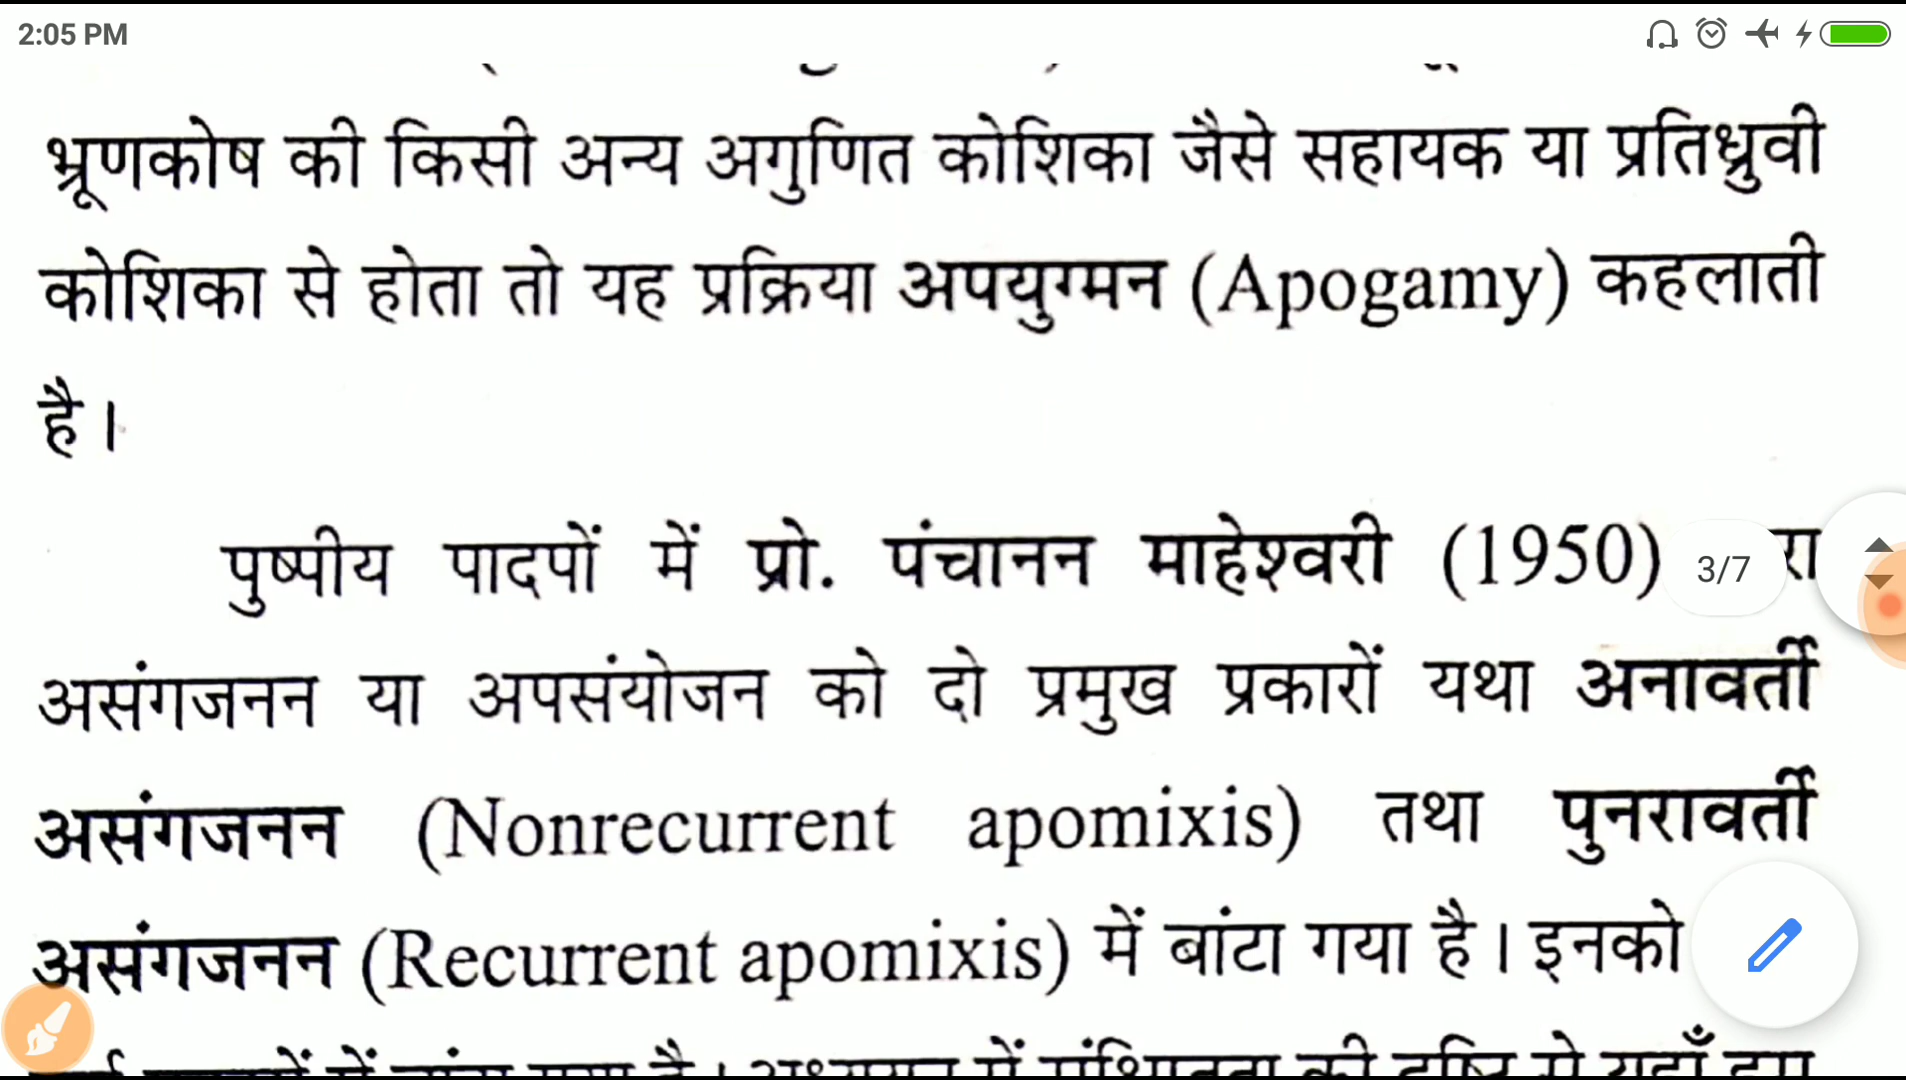 2:05 PM
भ्रूणकोष की किसी अन्य अगुणित कोशिका जैसे सहायक या प्रतिध्रुवी
कोशिका से होता तो यह प्रक्रिया अपयुग्मन (Apogamy) कहलाती
है।
पुष्पीय पादपों में प्रो. पंचानन माहेश्वरी (1950) रा
3/7
असंगजनन या अपसंयोजन को दो प्रमुख प्रकारों यथा अनावर्ती
असंगजनन (Nonrecurrent apomixis) तथा पुनरावर्ती
असंगजनन (Recurrent apomixis) में बांटा गया है। इनको